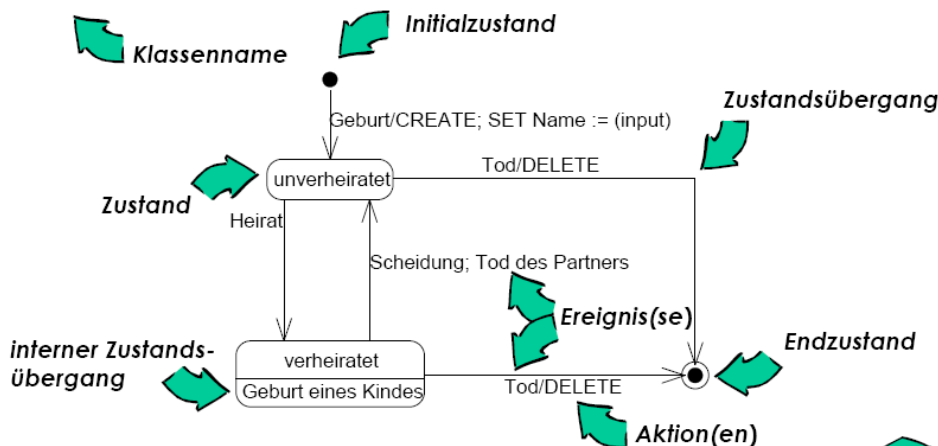 Initialzustand
Klassenname
Zustandsübergang
Geburt/CREATE; SET Name := (input)
Tod/DELETE
unverheiratet
Zustand
Heirat
Scheidung; Tod des Partners
Ereignis(se)
interner Zustands-
übergang
verheiratet
Geburt eines Kindes
Endzustand
Tod/DELETE
Aktion(en)